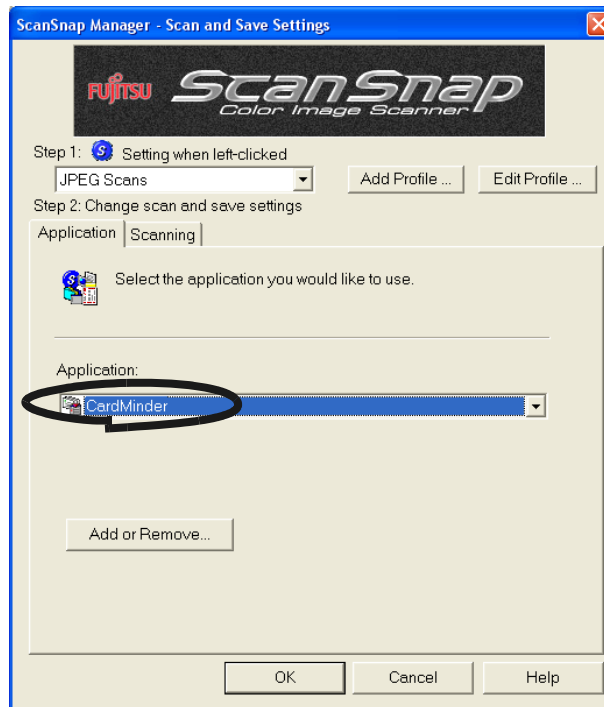 ScanSnap Manager - Scan and Save Settings
FUJITSU ScanSnap
Color Image Scanner
Step 1: S Setting when left-clicked
JPEG Scans Add Profile ... Edit Profile ...
Step 2: Change scan and save settings
Application Scanning
S Select the application you would like to use.
Application:
CardMinder
Add or Remove...
OK Cancel Help